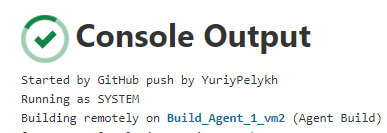 Console Output
Started by GitHub push by YuriyPelykh
Running as SYSTEM
Building remotely on Build_Agent_1_vm2 (Agent Build)